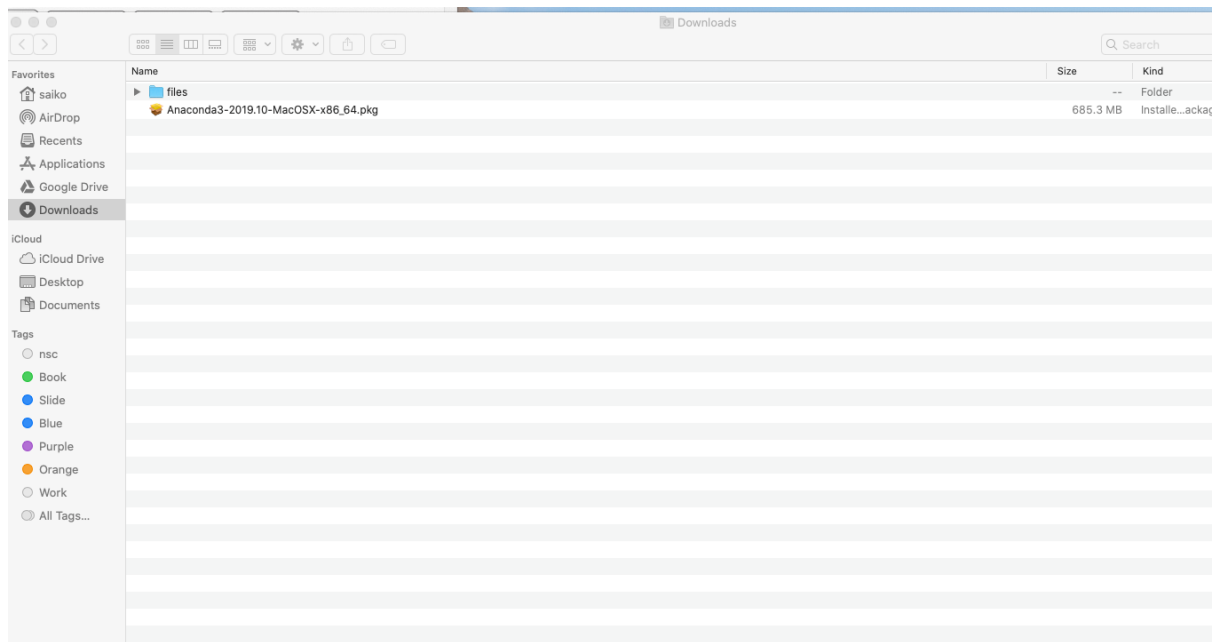 Downloads
Search
Favorites
saiko
AirDrop
Recents
Applications
Google Drive
Downloads
iCloud
iCloud Drive
Desktop
Documents
Tags
nsc
Book
Slide
Blue
Purple
Orange
Work
All Tags...
Name Size Kind
files -- Folder
Anaconda3-2019.10-MacOSX-x86_64.pkg 685.3 MB Installe...ackag